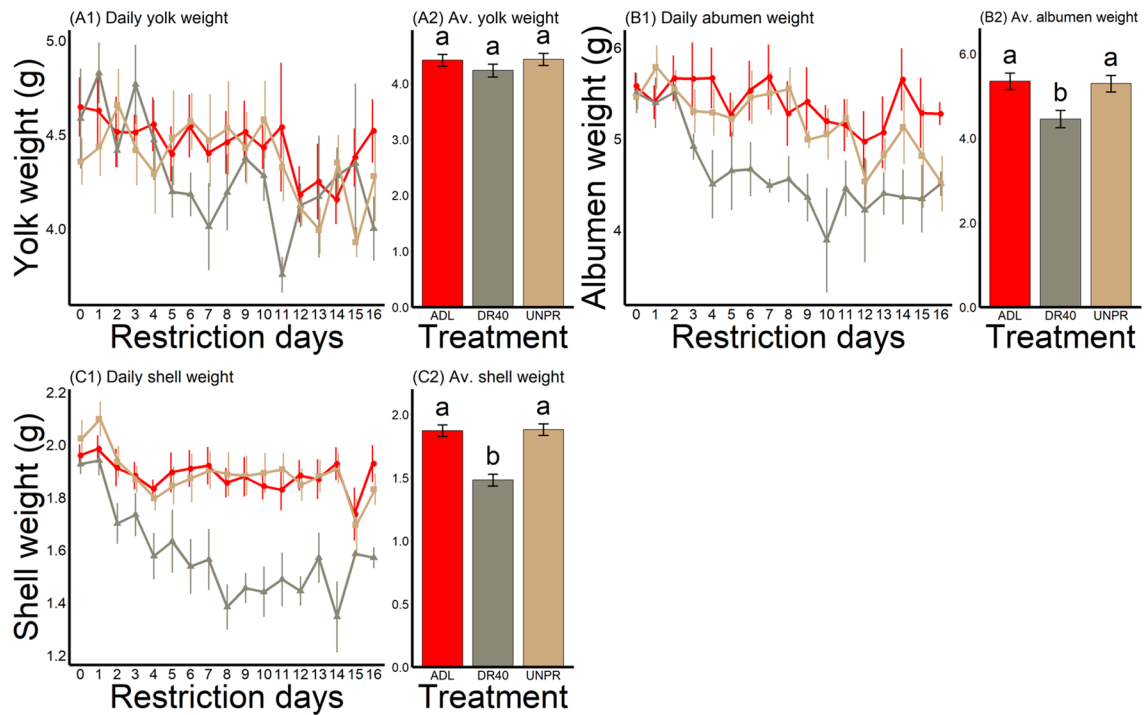 (A1) Daily yolk weight
Yolk weight (g)
5.0
4.5
4.0
0 1 2 3 4 5 6 7 8 9 10 11 12 13 14 15 16
Restriction days
(A2) Av. yolk weight
a a a
4.0
3.0
2.0
1.0
0.0
ADL DR40 UNPR
Treatment
(B1) Daily abumen weight
Albumen weight (g)
6
5
4
0 1 2 3 4 5 6 7 8 9 10 11 12 13 14 15 16
Restriction days
(B2) Av. albumen weight
a b a
6.0
4.0
2.0
0.0
ADL DR40 UNPR
Treatment
(C1) Daily shell weight
Shell weight (g)
2.2
2.0
1.8
1.6
1.4
1.2
0 1 2 3 4 5 6 7 8 9 10 11 12 13 14 15 16
Restriction days
(C2) Av. shell weight
a b a
2.0
1.5
1.0
0.5
0.0
ADL DR40 UNPR
Treatment